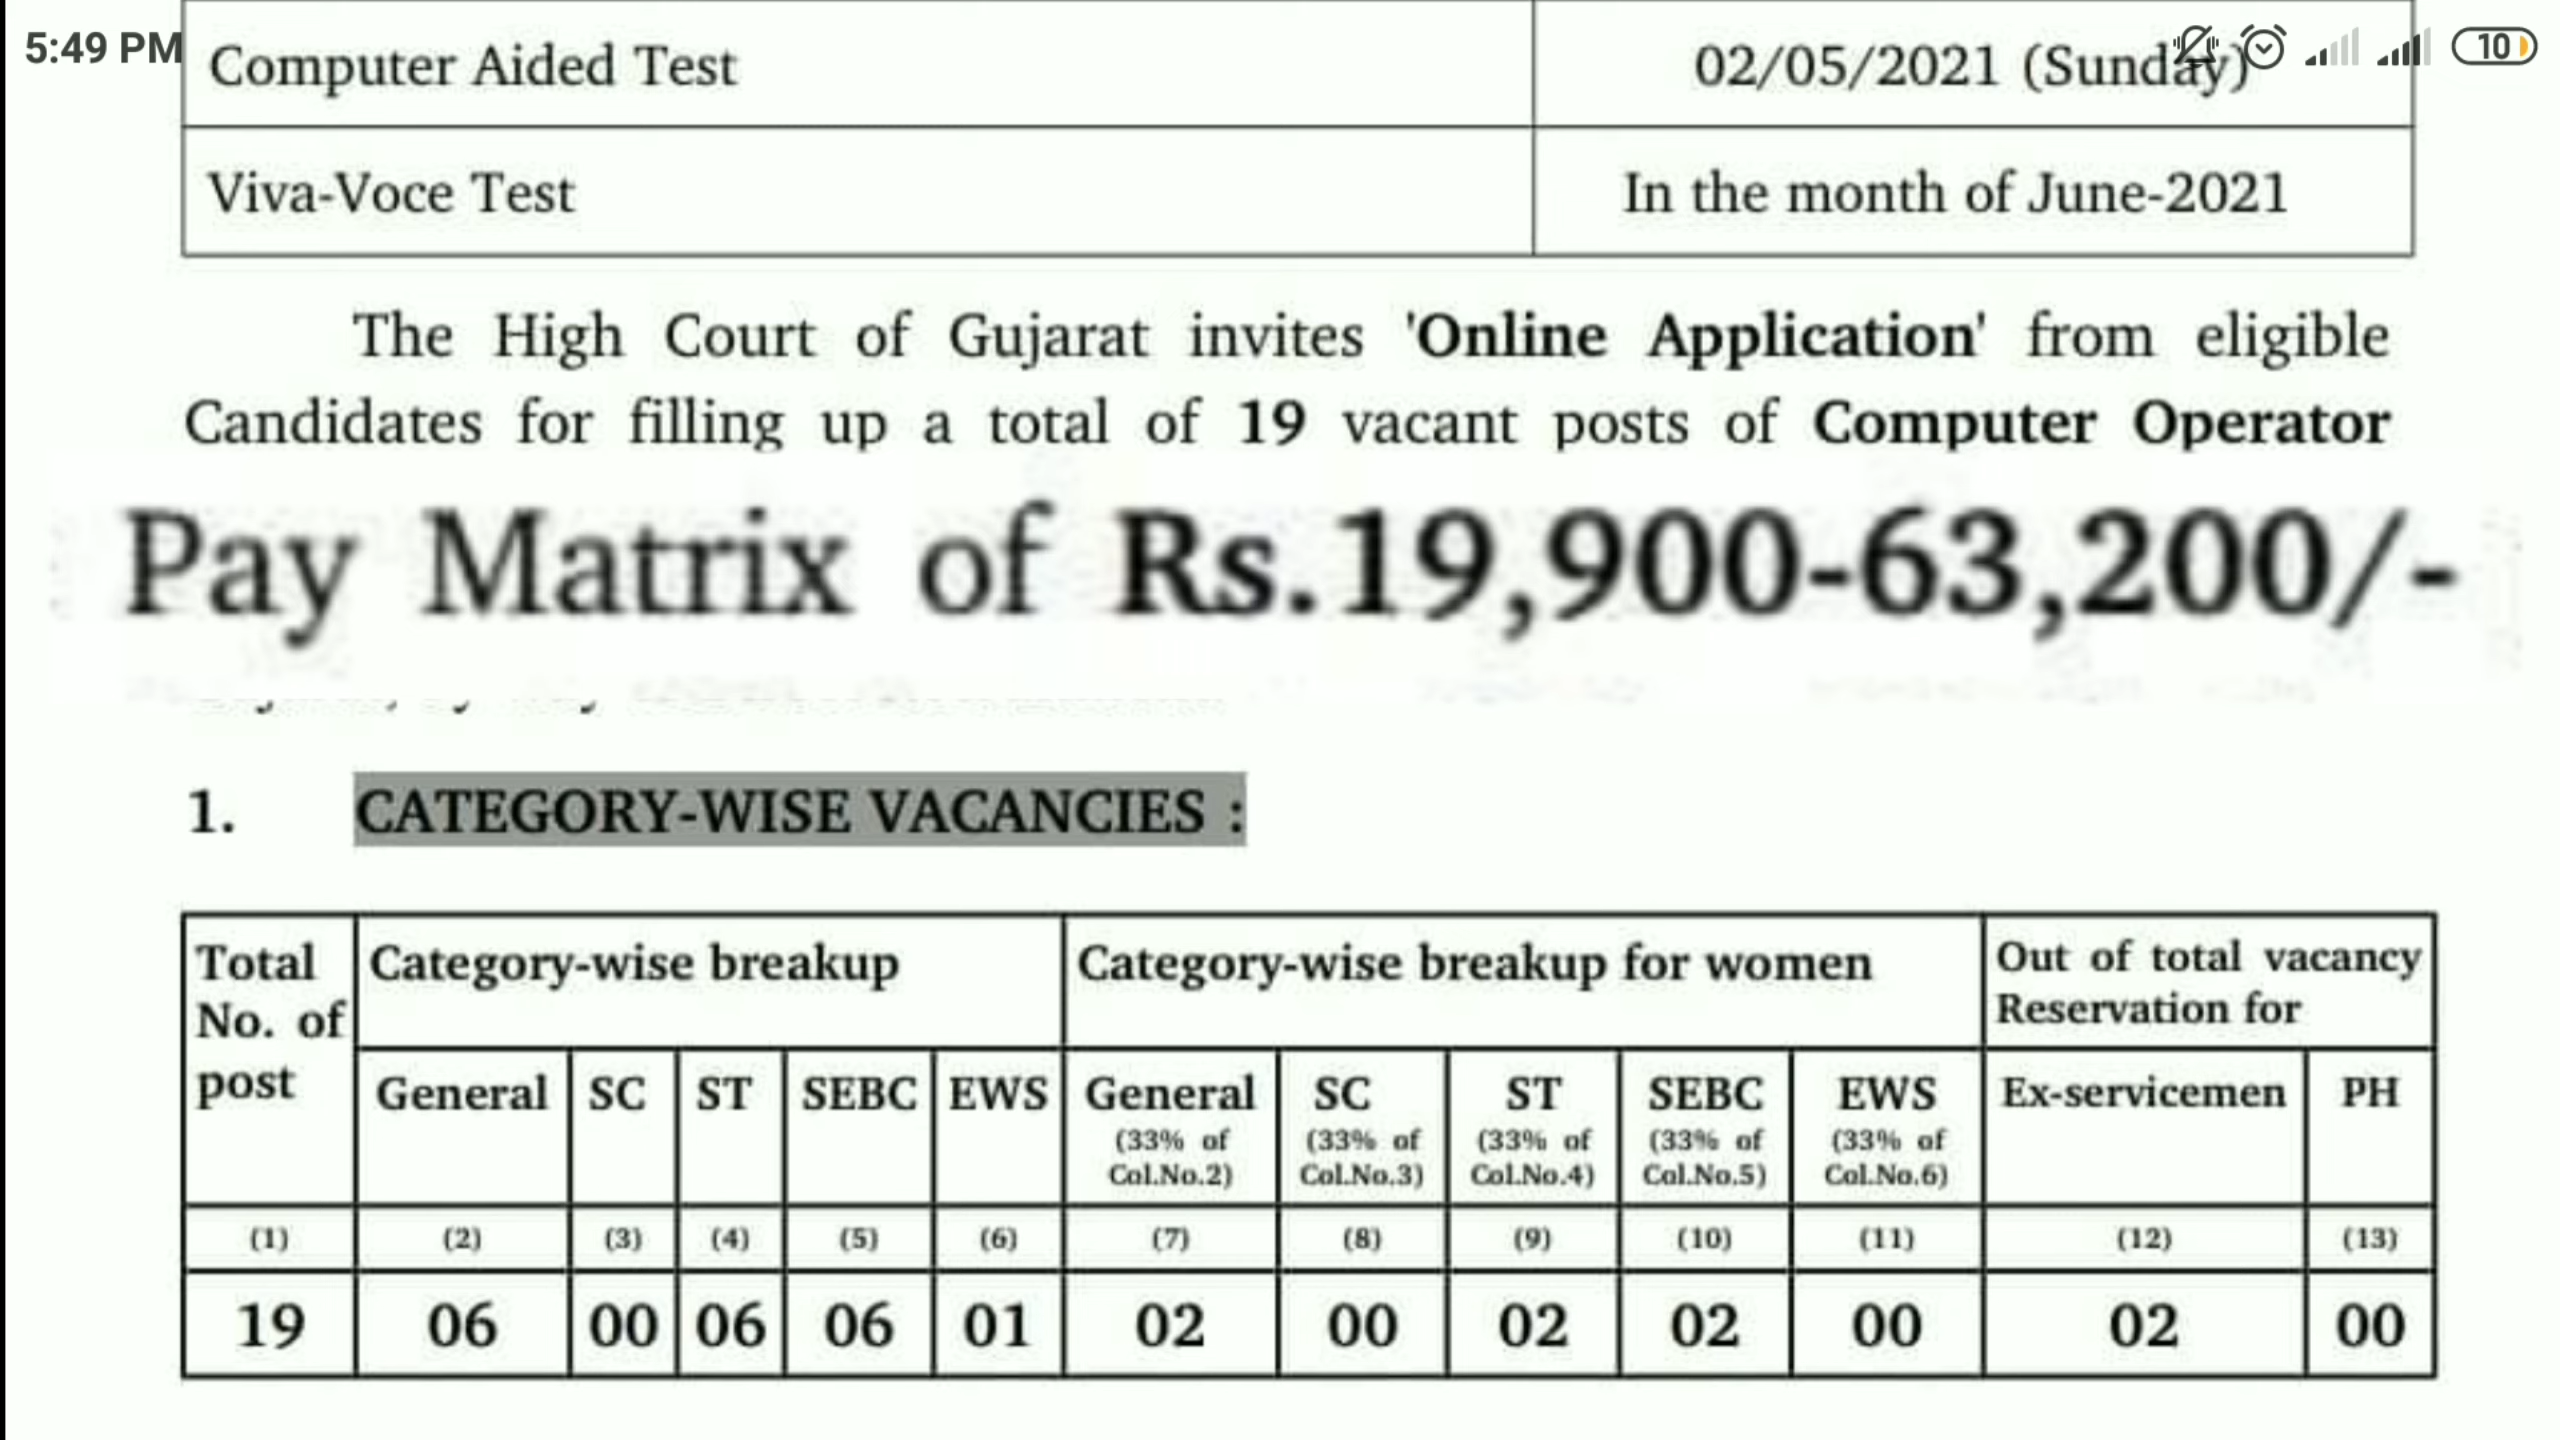 5:49 PM
10
Computer Aided Test 02/05/2021 (Sunday)
Viva-Voce Test In the month of June-2021
The High Court of Gujarat invites 'Online Application' from eligible
Candidates for filling up a total of 19 vacant posts of Computer Operator
Pay Matrix of Rs.19,900-63,200/-
1. CATEGORY-WISE VACANCIES :
Total No. of post Category-wise breakup Category-wise breakup for women Out of total vacancy Reservation for
General SC ST SEBC EWS General (33% of Col.No.2) SC (33% of Col.No.3) ST (33% of Col.No.4) SEBC (33% of Col.No.5) EWS (33% of Col.No.6) Ex-servicemen PH
(1) (2) (3) (4) (5) (6) (7) (8) (9) (10) (11) (12) (13)
19 06 00 06 06 01 02 00 02 02 00 02 00